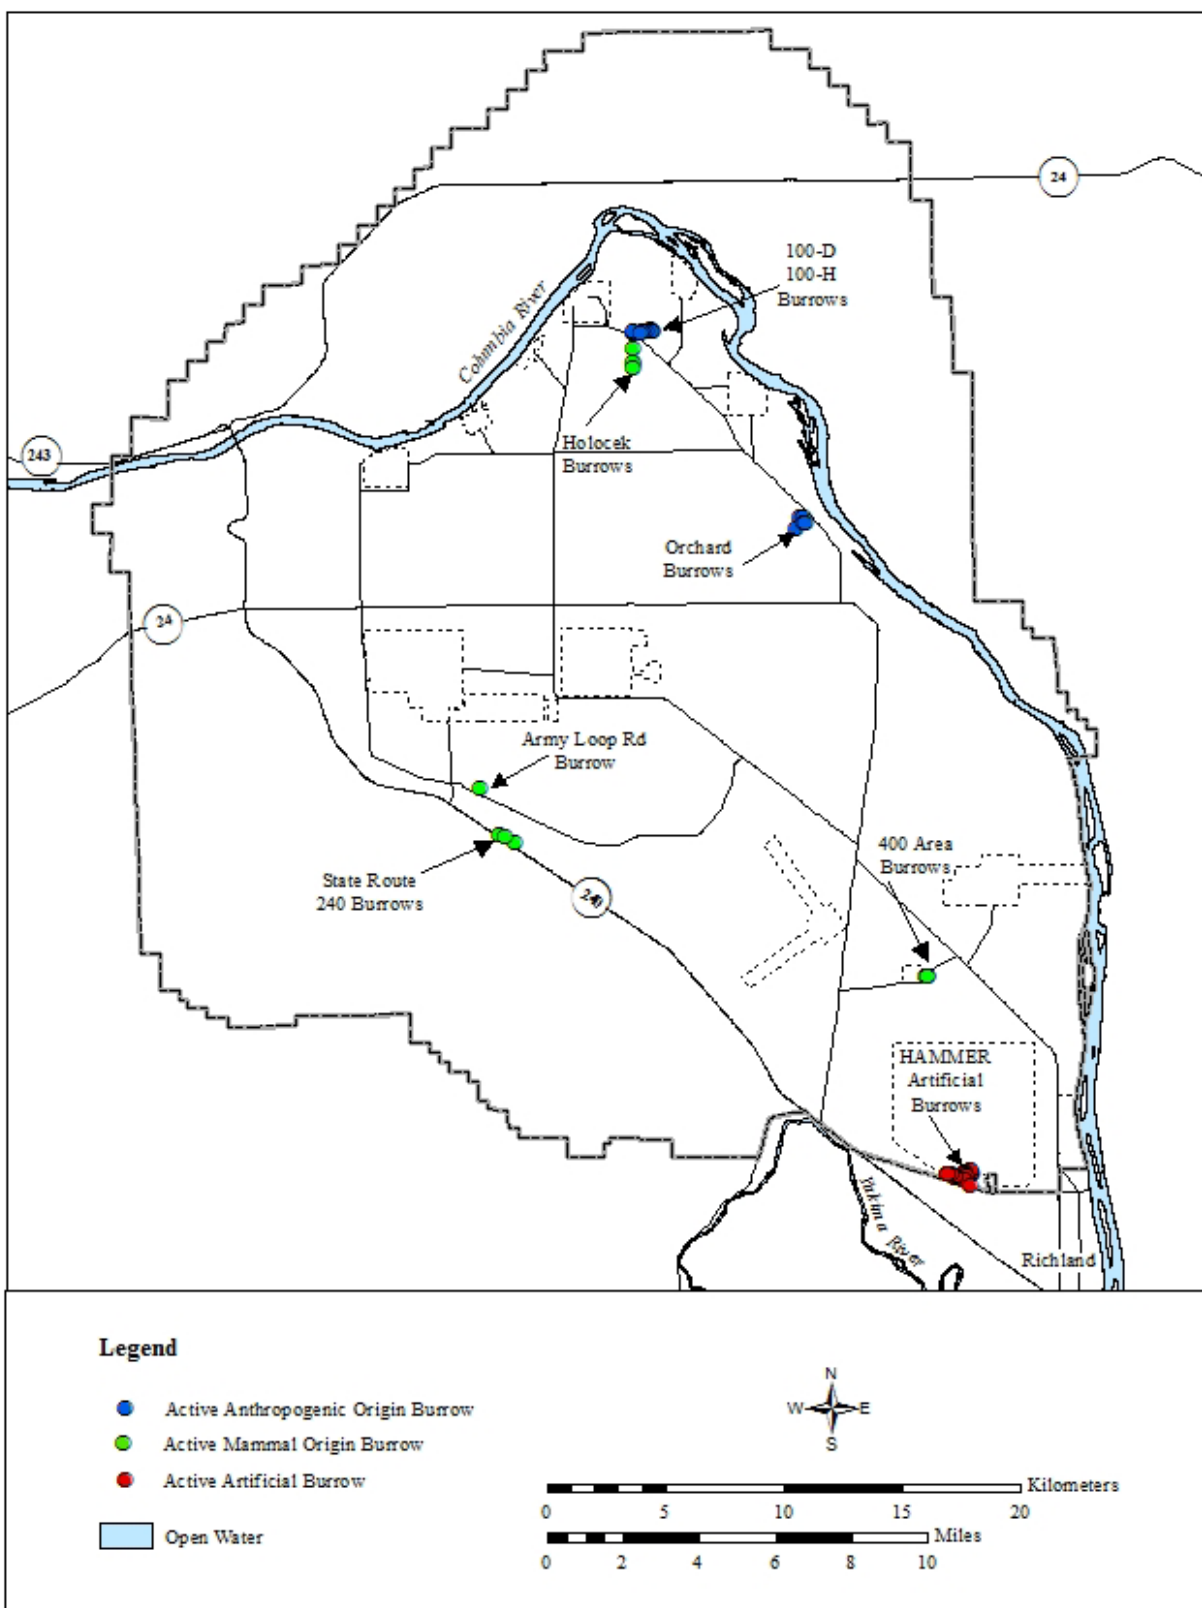 24
100-D
100-H
Burrows
Columbia River
243
Holocek
Burrows
Orchard
Burrows
24
Army Loop Rd
Burrow
400 Area
Burrows
State Route
240 Burrows
240
HAMMER
Artificial
Burrows
Yakima River
Richland
Legend
Active Anthropogenic Origin Burrow
Active Mammal Origin Burrow
Active Artificial Burrow
Open Water
N
W E
S
Kilometers
0 5 10 15 20
Miles
0 2 4 6 8 10